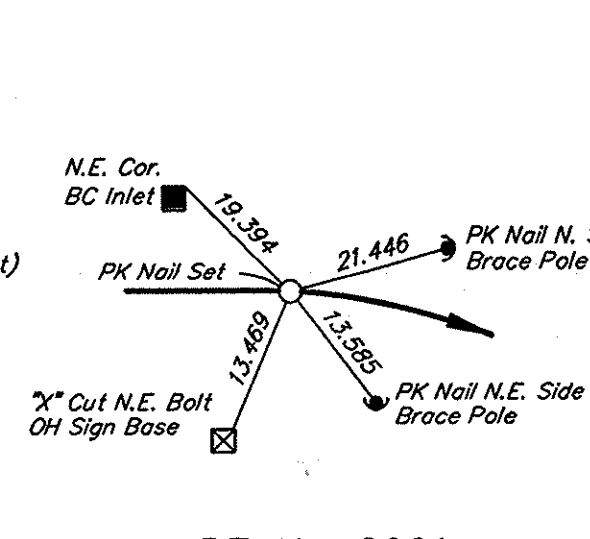 N.E. Cor.
BC Inlet
19.394
21.446
PK Nail N.
Brace Pole
t)
PK Nail Set
13.469
13.585
"X" Cut N.E. Bolt
OH Sign Base
PK Nail N.E. Side
Brace Pole